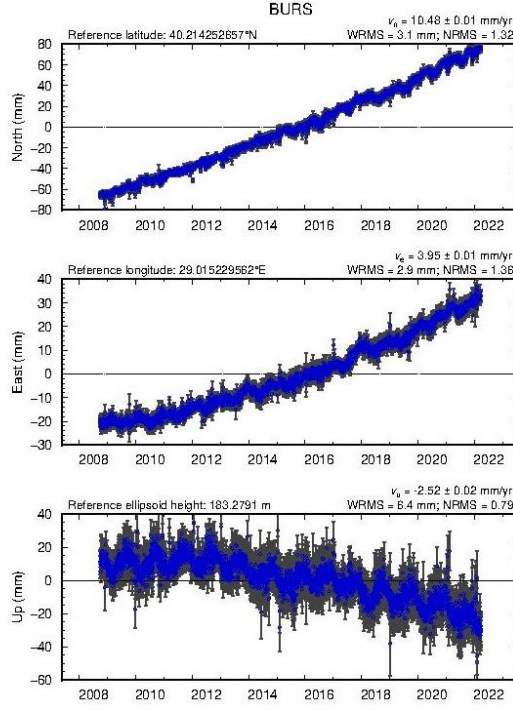 BURS
vₙ = 10.48 ± 0.01 mm/yr
Reference latitude: 40.214252657°N WRMS = 3.1 mm; NRMS = 1.32
80
60
40
20
0
−20
−40
−60
−80
North (mm)
2008 2010 2012 2014 2016 2018 2020 2022
vₑ = 3.95 ± 0.01 mm/yr
Reference longitude: 29.015229562°E WRMS = 2.9 mm; NRMS = 1.36
40
30
20
10
0
−10
−20
−30
East (mm)
2008 2010 2012 2014 2016 2018 2020 2022
vᵤ = -2.52 ± 0.02 mm/yr
Reference ellipsoid height: 183.2791 m WRMS = 6.4 mm; NRMS = 0.79
40
20
0
−20
−40
−60
Up (mm)
2008 2010 2012 2014 2016 2018 2020 2022